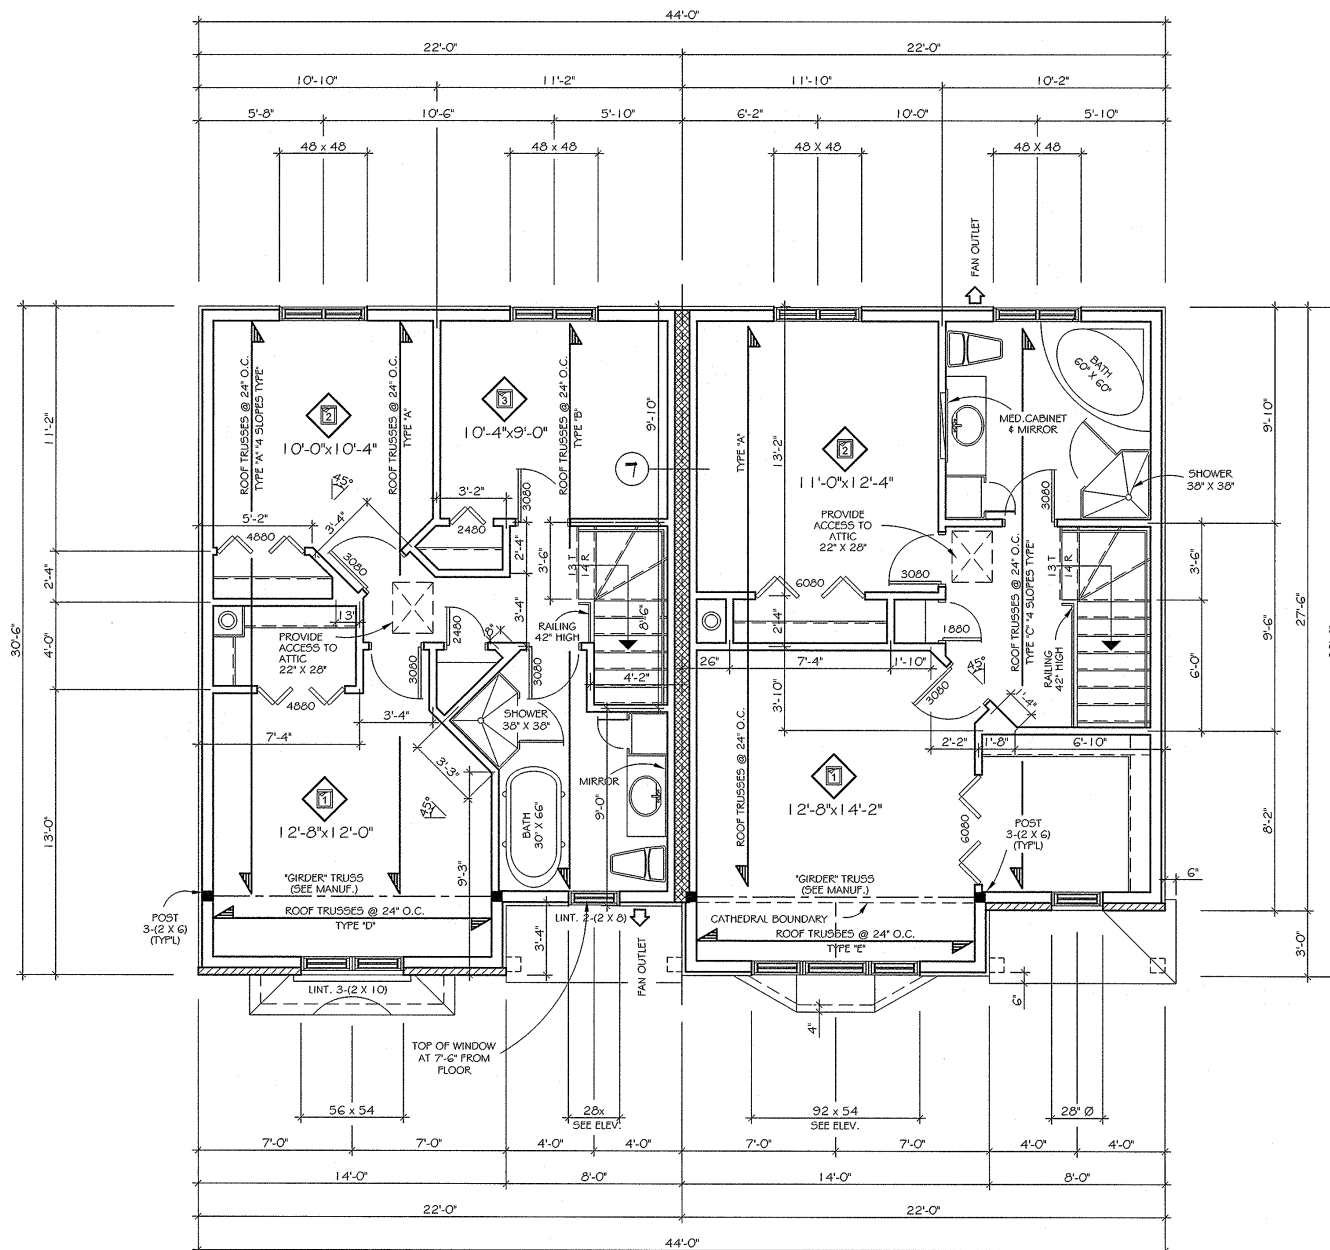 44'-0"
22'-0" 22'-0"
10'-10" 11'-2" 11'-10" 10'-2"
5'-8" 10'-6" 5'-10" 6'-2" 10'-0" 5'-10"
48 x 48 48 x 48 48 X 48 48 X 48
FAN OUTLET
30'-6"
11'-2"
2'-4"
4'-0"
13'-0"
ROOF TRUSSES @ 24" O.C.
TYPE "A" "4 SLOPES TYPE"
ROOF TRUSSES @ 24" O.C.
TYPE "A"
2
10'-0"x10'-4"
45°
5'-2"
4880
3'-4"
3080
3
10'-4"x9'-0"
ROOF TRUSSES @ 24" O.C.
TYPE "B"
9'-10"
3'-2"
2480
3080
2'-4"
3'-6"
3'-4"
13 T
14 R
8'-6"
RAILING
42" HIGH
4'-2"
13"
PROVIDE
ACCESS TO
ATTIC
22" X 28"
2480
8"
3080
3080
4880
3'-4"
7'-4"
SHOWER
38" X 38"
3'-3"
45°
1
12'-8"x12'-0"
9'-3"
BATH
30" X 66"
MIRROR
9'-0"
"GIRDER" TRUSS
(SEE MANUF.)
ROOF TRUSSES @ 24" O.C.
TYPE "D"
POST
3-(2 X 6)
(TYP'L)
LINT. 2-(2 X 8)
3'-4"
FAN OUTLET
LINT. 3-(2 X 10)
TOP OF WINDOW
AT 7'-6" FROM
FLOOR
TYPE "A"
13'-2"
2
11'-0"x12'-4"
PROVIDE
ACCESS TO
ATTIC
22" X 28"
MED.CABINET
& MIRROR
BATH
60" X 60"
SHOWER
38" X 38"
3080
6080
3080
1880
ROOF TRUSSES @ 24" O.C.
TYPE "C" "4 SLOPES TYPE"
13 T
14 R
RAILING
42" HIGH
2'-4"
26" 7'-4" 1'-10"
3'-10"
45°
3080
2'-2" 1'-8" 6'-10"
ROOF TRUSSES @ 24" O.C.
1
12'-8"x14'-2"
6080
POST
3-(2 X 6)
(TYP'L)
"GIRDER" TRUSS
(SEE MANUF.)
CATHEDRAL BOUNDARY
ROOF TRUSSES @ 24" O.C.
TYPE "E"
6"
6"
4"
9'-10"
3'-6"
6'-0"
9'-6"
8'-2"
27'-6"
3'-0"
56 x 54 28x 92 x 54 28" Ø
SEE ELEV. SEE ELEV.
7'-0" 7'-0" 4'-0" 4'-0" 7'-0" 7'-0" 4'-0" 4'-0"
14'-0" 8'-0" 14'-0" 8'-0"
22'-0" 22'-0"
44'-0"